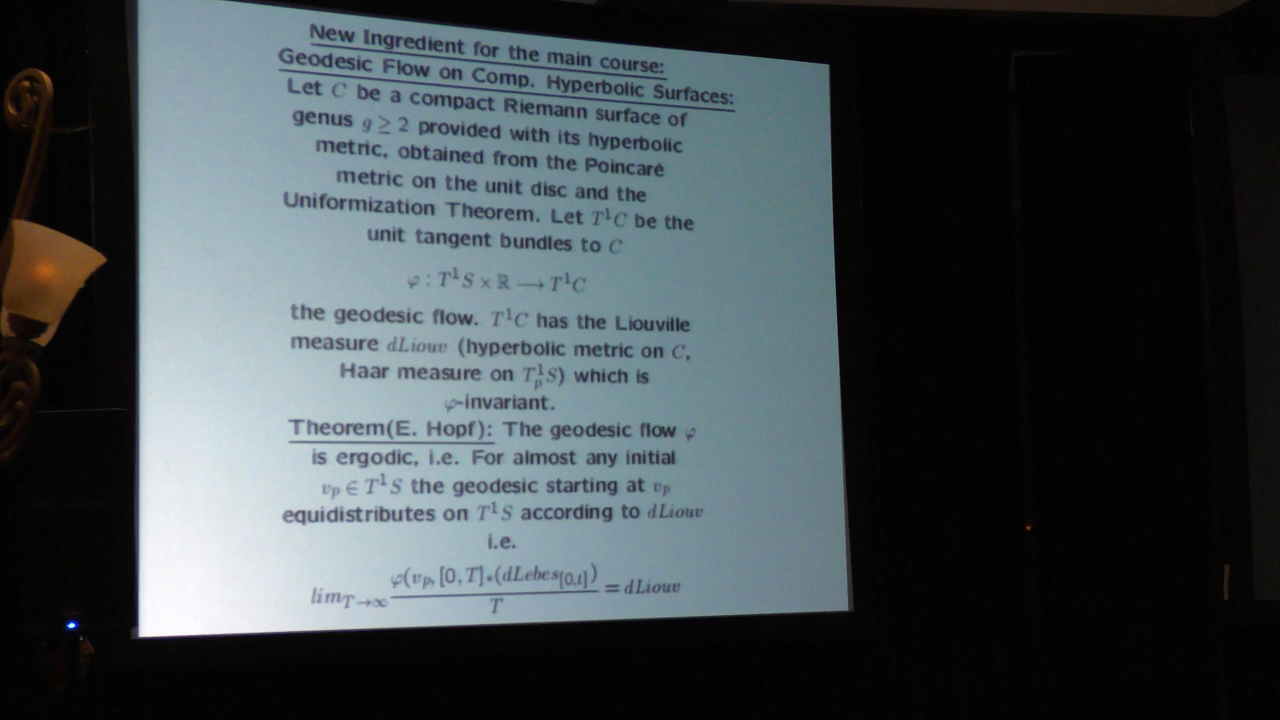 New Ingredient for the main course:
Geodesic Flow on Comp. Hyperbolic Surfaces:
Let C be a compact Riemann surface of
genus g ≥ 2 provided with its hyperbolic
metric, obtained from the Poincaré
metric on the unit disc and the
Uniformization Theorem. Let T¹C be the
unit tangent bundles to C
φ : T¹S × ℝ ⟶ T¹C
the geodesic flow. T¹C has the Liouville
measure dLiouv (hyperbolic metric on C,
Haar measure on T¹ₚS) which is
φ-invariant.
Theorem(E. Hopf): The geodesic flow φ
is ergodic, i.e. For almost any initial
vₚ ∈ T¹S the geodesic starting at vₚ
equidistributes on T¹S according to dLiouv
i.e.
lim_{T→∞} φ(vₚ, [0, T]_*(dLebes_{[0,t]}) / T = dLiouv